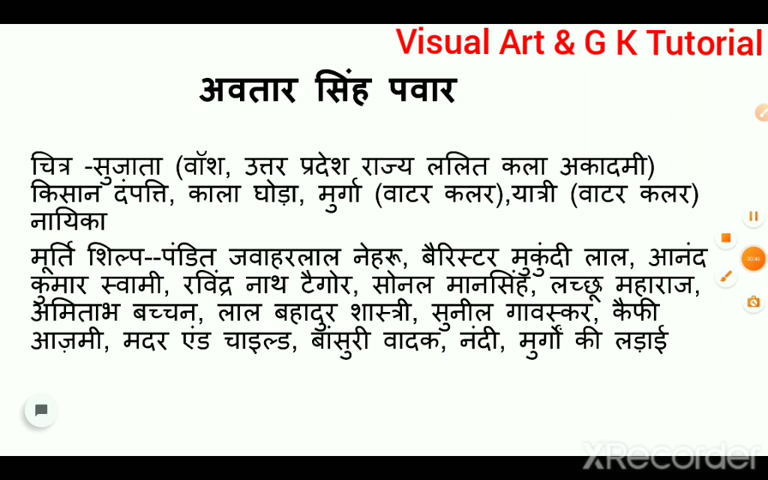 Visual Art & G K Tutorial
अवतार सिंह पवार
चित्र -सुजाता (वॉश, उत्तर प्रदेश राज्य ललित कला अकादमी)
किसान दंपत्ति, काला घोड़ा, मुर्गा (वाटर कलर),यात्री (वाटर कलर)
नायिका
मूर्ति शिल्प--पंडित जवाहरलाल नेहरू, बैरिस्टर मुकुंदी लाल, आनंद
कुमार स्वामी, रविंद्र नाथ टैगोर, सोनल मानसिंह, लच्छू महाराज,
अमिताभ बच्चन, लाल बहादुर शास्त्री, सुनील गावस्कर, कैफी
आज़मी, मदर एंड चाइल्ड, बांसुरी वादक, नंदी, मुर्गों की लड़ाई
XRecorder